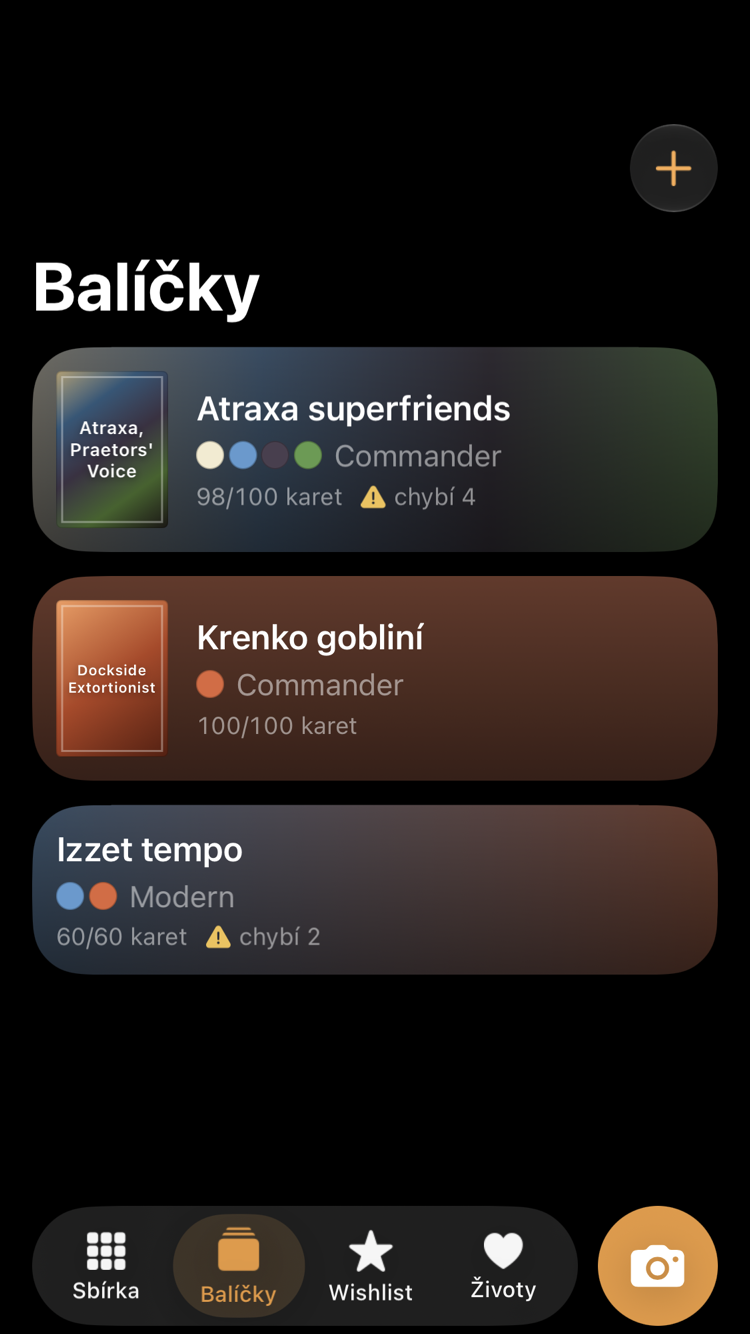 Balíčky
Atraxa,
Praetors'
Voice
Atraxa superfriends
Commander
98/100 karet chybí 4
Dockside
Extortionist
Krenko gobliní
Commander
100/100 karet
Izzet tempo
Modern
60/60 karet chybí 2
Sbírka
Balíčky
Wishlist
Životy